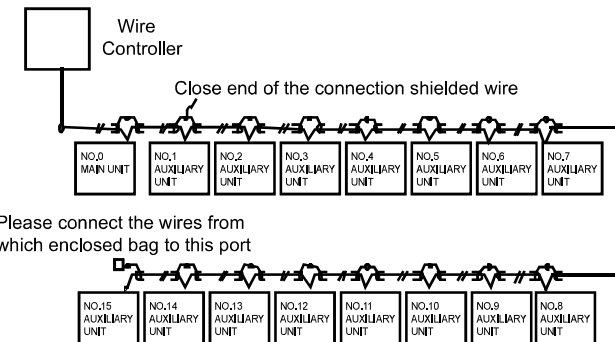 Wire
Controller
Close end of the connection shielded wire
NO.0
MAIN UNIT
NO.1
AUXILIARY
UNIT
NO.2
AUXILIARY
UNIT
NO.3
AUXILIARY
UNIT
NO.4
AUXILIARY
UNIT
NO.5
AUXILIARY
UNIT
NO.6
AUXILIARY
UNIT
NO.7
AUXILIARY
UNIT
Please connect the wires from
which enclosed bag to this port
NO.15
AUXILIARY
UNIT
NO.14
AUXILIARY
UNIT
NO.13
AUXILIARY
UNIT
NO.12
AUXILIARY
UNIT
NO.11
AUXILIARY
UNIT
NO.10
AUXILIARY
UNIT
NO.9
AUXILIARY
UNIT
NO.8
AUXILIARY
UNIT